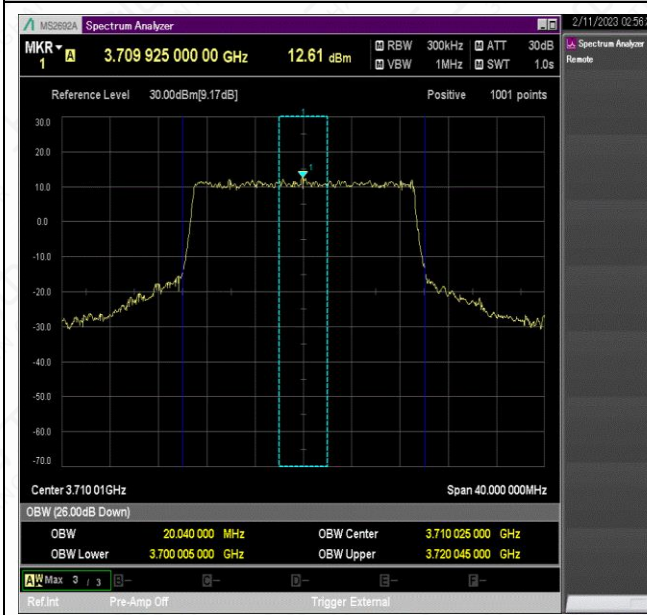 MS2692A Spectrum Analyzer 2/11/2023 02:56:
MKR 1 A 3.709 925 000 00 GHz 12.61 dBm RBW 300kHz ATT 30dB
VBW 1MHz SWT 1.0s
Spectrum Analyzer
Remote
Reference Level 30.00dBm[9.17dB] Positive 1001 points
1
30.0
20.0
1
10.0
0.0
-10.0
-20.0
-30.0
-40.0
-50.0
-60.0
-70.0
Center 3.710 01GHz Span 40.000 000MHz
OBW (26.00dB Down)
OBW 20.040 000 MHz OBW Center 3.710 025 000 GHz
OBW Lower 3.700 005 000 GHz OBW Upper 3.720 045 000 GHz
A W Max 3 / 3 B- C- D- E- F-
Ref.Int Pre-Amp Off Trigger External